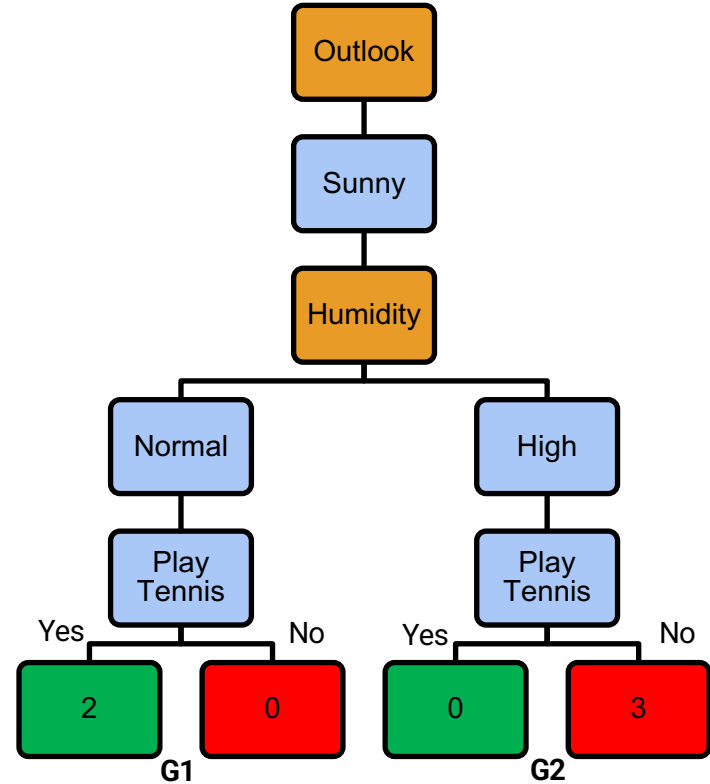 Outlook
Sunny
Humidity
Normal
High
Play
Tennis
Play
Tennis
Yes
No
Yes
No
2
0
0
3
G1
G2